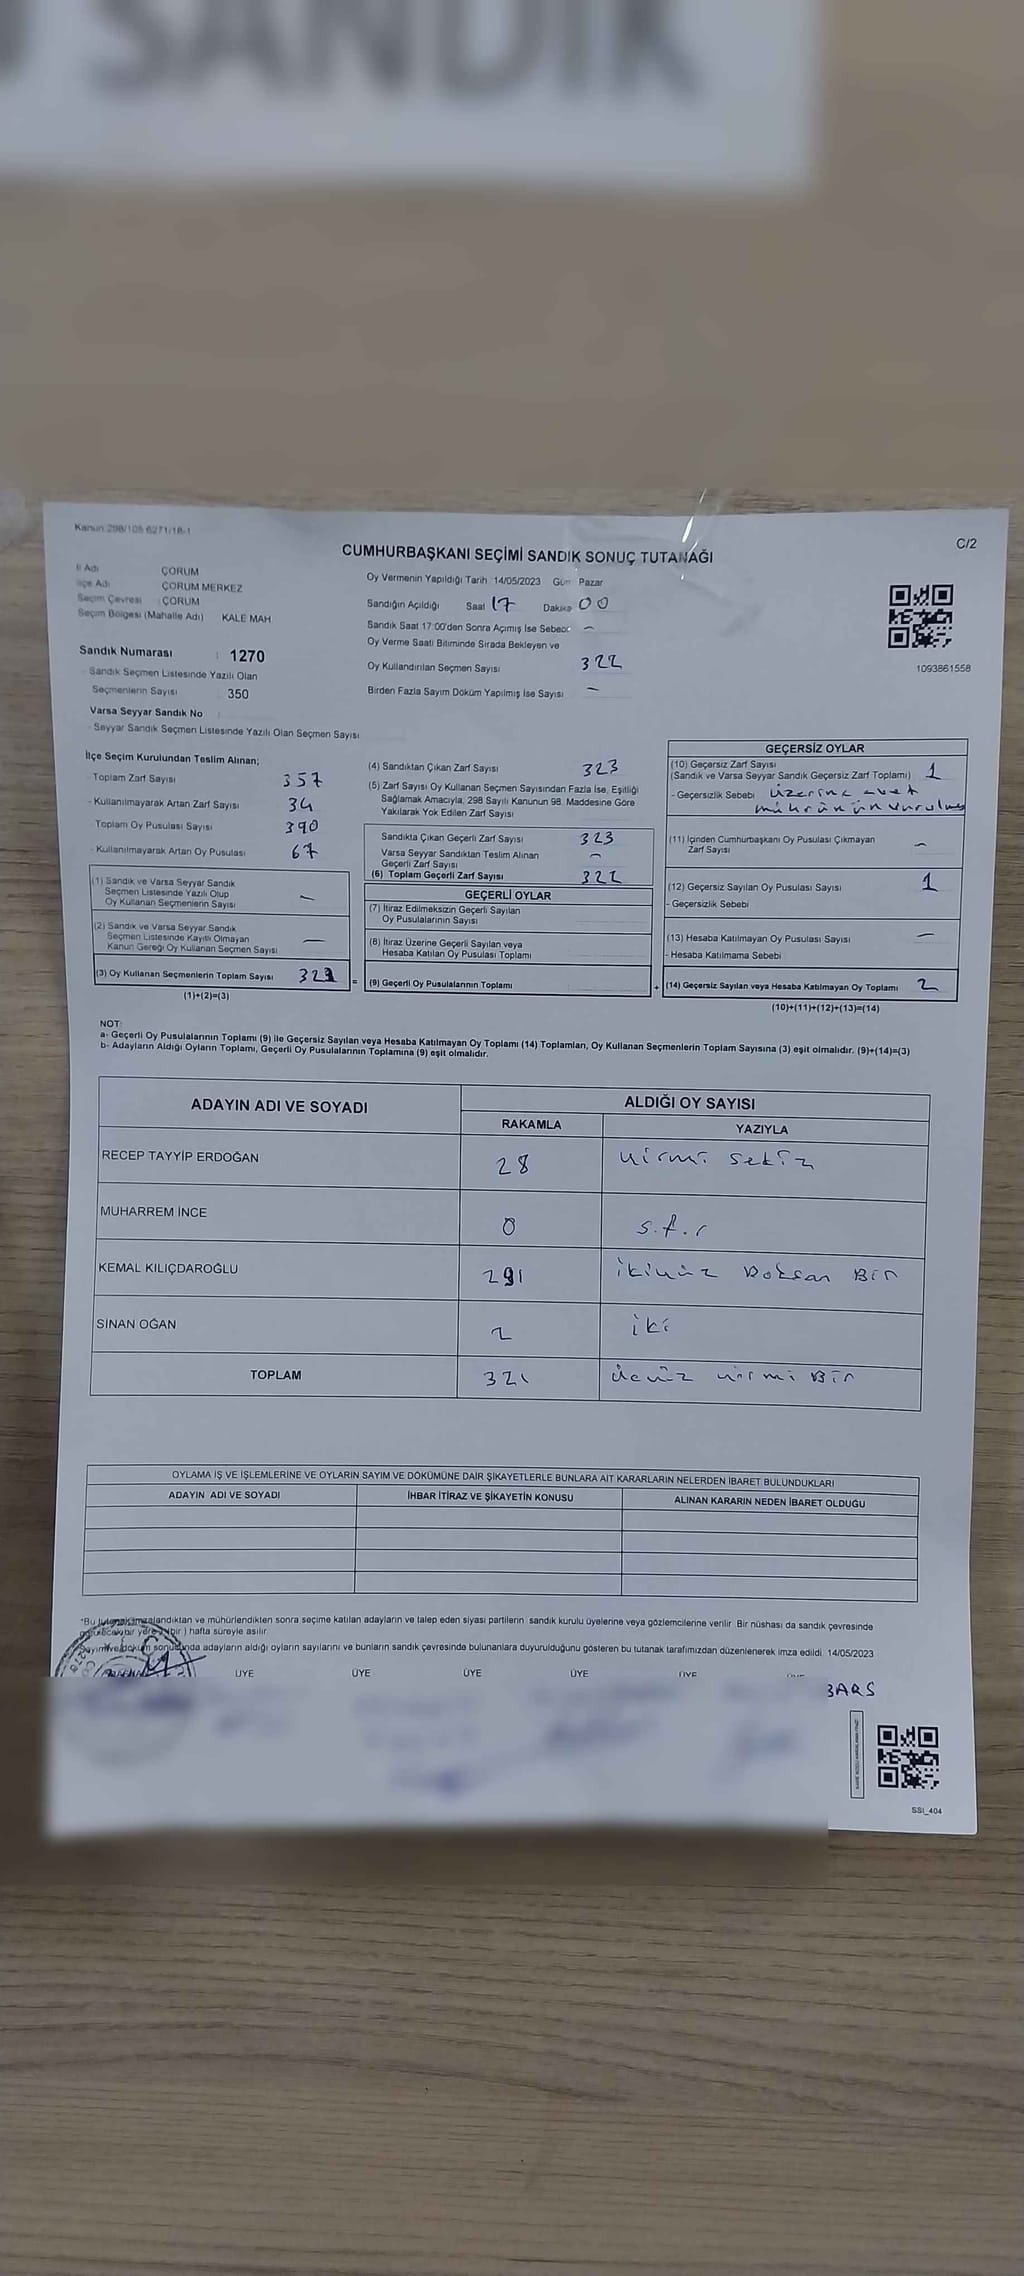 SANDIK
Kanun 298/105 6271/18-1
C/2
CUMHURBAŞKANI SEÇİMİ SANDIK SONUÇ TUTANAĞI
İl Adı : ÇORUM
İlçe Adı : ÇORUM MERKEZ
Seçim Çevresi : ÇORUM
Seçim Bölgesi (Mahalle Adı) KALE MAH
Sandık Numarası : 1270
- Sandık Seçmen Listesinde Yazılı Olan
Seçmenlerin Sayısı 350
Varsa Seyyar Sandık No :
- Seyyar Sandık Seçmen Listesinde Yazılı Olan Seçmen Sayısı
Oy Vermenin Yapıldığı Tarih 14/05/2023 Gün Pazar
Sandığın Açıldığı Saat 17 Dakika 00
Sandık Saat 17:00'den Sonra Açımış İse Sebebi –
Oy Verme Saati Bitiminde Sırada Bekleyen ve
Oy Kullandırılan Seçmen Sayısı 322
Birden Fazla Sayım Döküm Yapılmış İse Sayısı –
1093861558
İlçe Seçim Kurulundan Teslim Alınan;
- Toplam Zarf Sayısı 357
- Kullanılmayarak Artan Zarf Sayısı 34
- Toplam Oy Pusulası Sayısı 390
- Kullanılmayarak Artan Oy Pusulası 67
(1) Sandık ve Varsa Seyyar Sandık
Seçmen Listesinde Yazılı Olup
Oy Kullanan Seçmenlerin Sayısı –
(2) Sandık ve Varsa Seyyar Sandık
Seçmen Listesinde Kayıtlı Olmayan
Kanun Gereği Oy Kullanan Seçmen Sayısı –
(3) Oy Kullanan Seçmenlerin Toplam Sayısı
(1)+(2)=(3)
(4) Sandıktan Çıkan Zarf Sayısı 323
(5) Zarf Sayısı Oy Kullanan Seçmen Sayısından Fazla İse, Eşitliği
Sağlamak Amacıyla, 298 Sayılı Kanunun 98. Maddesine Göre
Yakılarak Yok Edilen Zarf Sayısı
Sandıkta Çıkan Geçerli Zarf Sayısı 323
Varsa Seyyar Sandıktan Teslim Alınan
Geçerli Zarf Sayısı –
(6) Toplam Geçerli Zarf Sayısı 322
GEÇERLİ OYLAR
(7) İtiraz Edilmeksizin Geçerli Sayılan
Oy Pusulalarının Sayısı
(8) İtiraz Üzerine Geçerli Sayılan veya
Hesaba Katılan Oy Pusulası Toplamı
= (9) Geçerli Oy Pusulalarının Toplamı
GEÇERSİZ OYLAR
(10) Geçersiz Zarf Sayısı
(Sandık ve Varsa Seyyar Sandık Geçersiz Zarf Toplamı) 1
- Geçersizlik Sebebi üzerine evet
mührünün vurulmuş
(11) İçinden Cumhurbaşkanı Oy Pusulası Çıkmayan
Zarf Sayısı –
(12) Geçersiz Sayılan Oy Pusulası Sayısı 1
- Geçersizlik Sebebi
(13) Hesaba Katılmayan Oy Pusulası Sayısı –
- Hesaba Katılmama Sebebi
+ (14) Geçersiz Sayılan veya Hesaba Katılmayan Oy Toplamı 2
(10)+(11)+(12)+(13)=(14)
NOT:
a- Geçerli Oy Pusulalarının Toplamı (9) ile Geçersiz Sayılan veya Hesaba Katılmayan Oy Toplamı (14) Toplamları, Oy Kullanan Seçmenlerin Toplam Sayısına (3) eşit olmalıdır. (9)+(14)=(3)
b- Adayların Aldığı Oyların Toplamı, Geçerli Oy Pusulalarının Toplamına (9) eşit olmalıdır.
ADAYIN ADI VE SOYADI
ALDIĞI OY SAYISI
RAKAMLA YAZIYLA
RECEP TAYYİP ERDOĞAN 28 yirmi sekiz
MUHARREM İNCE 0 sıfır
KEMAL KILIÇDAROĞLU 291 ikiyüz Doksan Bir
SİNAN OĞAN 2 iki
TOPLAM 321 üçyüz yirmi Bir
OYLAMA İŞ VE İŞLEMLERİNE VE OYLARIN SAYIM VE DÖKÜMÜNE DAİR ŞİKAYETLERLE BUNLARA AİT KARARLARIN NELERDEN İBARET BULUNDUKLARI
ADAYIN ADI VE SOYADI İHBAR İTİRAZ VE ŞİKAYETİN KONUSU ALINAN KARARIN NEDEN İBARET OLDUĞU
*Bu tutanak imzalandıktan ve mühürlendikten sonra seçime katılan adayların ve talep eden siyasi partilerin sandık kurulu üyelerine veya gözlemcilerine verilir. Bir nüshası da sandık çevresinde
görülecek bir yere (bir) hafta süreyle asılır.
Sayım ve döküm sonucunda adayların aldığı oyların sayılarını ve bunların sandık çevresinde bulunanlara duyurulduğunu gösteren bu tutanak tarafımızdan düzenlenerek imza edildi. 14/05/2023
ÜYE ÜYE ÜYE ÜYE ÜYE
BARS
SSI_404